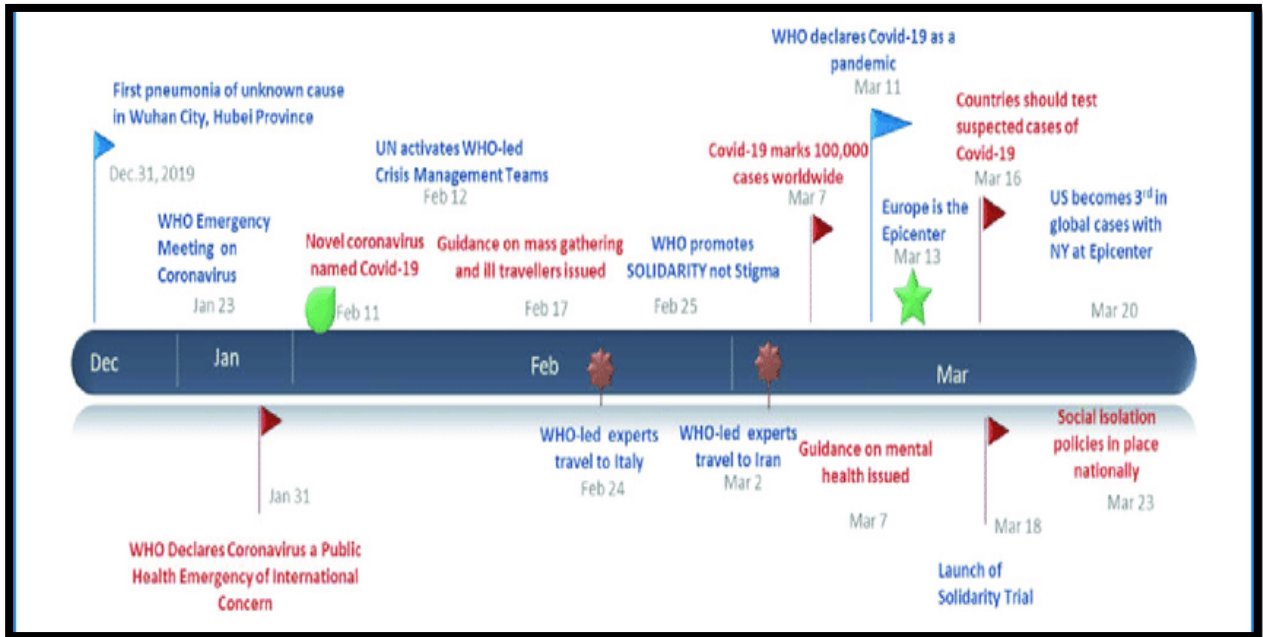 First pneumonia of unknown cause
in Wuhan City, Hubei Province
Dec.31, 2019
WHO Emergency
Meeting on
Coronavirus
Jan 23
Novel coronavirus
named Covid-19
Feb 11
UN activates WHO-led
Crisis Management Teams
Feb 12
Guidance on mass gathering
and ill travellers issued
Feb 17
WHO promotes
SOLIDARITY not Stigma
Feb 25
Covid-19 marks 100,000
cases worldwide
Mar 7
WHO declares Covid-19 as a
pandemic
Mar 11
Europe is the
Epicenter
Mar 13
Countries should test
suspected cases of
Covid-19
Mar 16
US becomes 3rd in
global cases with
NY at Epicenter
Mar 20
Dec
Jan
Feb
Mar
Jan 31
WHO Declares Coronavirus a Public
Health Emergency of International
Concern
WHO-led experts
travel to Italy
Feb 24
WHO-led experts
travel to Iran
Mar 2
Guidance on mental
health issued
Mar 7
Mar 18
Launch of
Solidarity Trial
Social isolation
policies in place
nationally
Mar 23